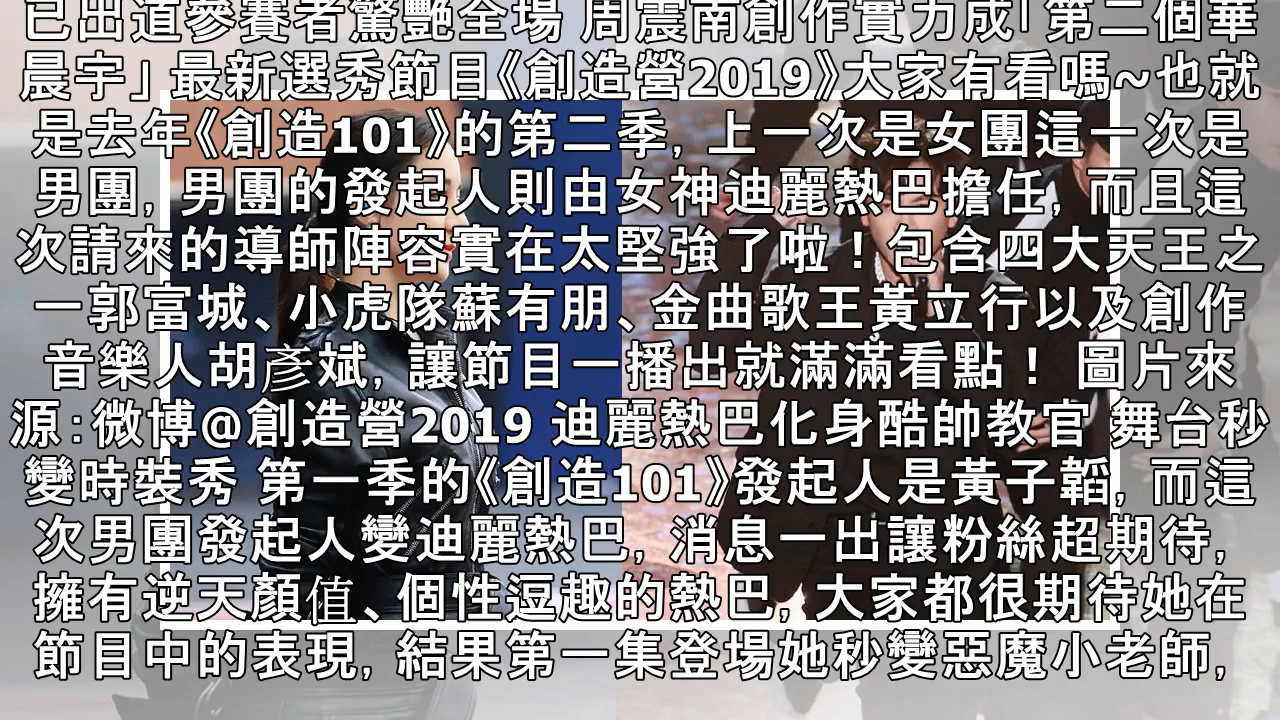 已出道參賽者驚艷全場 周震南創作實力成「第二個華
晨宇」 最新選秀節目《創造營2019》大家有看嗎~也就
是去年《創造101》的第二季, 上一次是女團這一次是
男團, 男團的發起人則由女神迪麗熱巴擔任, 而且這
次請來的導師陣容實在太堅強了啦！包含四大天王之
一郭富城、小虎隊蘇有朋、金曲歌王黃立行以及創作
音樂人胡彥斌, 讓節目一播出就滿滿看點！ 圖片來
源:微博@創造營2019 迪麗熱巴化身酷帥教官 舞台秒
變時裝秀 第一季的《創造101》發起人是黃子韜, 而這
次男團發起人變迪麗熱巴, 消息一出讓粉絲超期待,
擁有逆天顏值、個性逗趣的熱巴, 大家都很期待她在
節目中的表現, 結果第一集登場她秒變惡魔小老師,